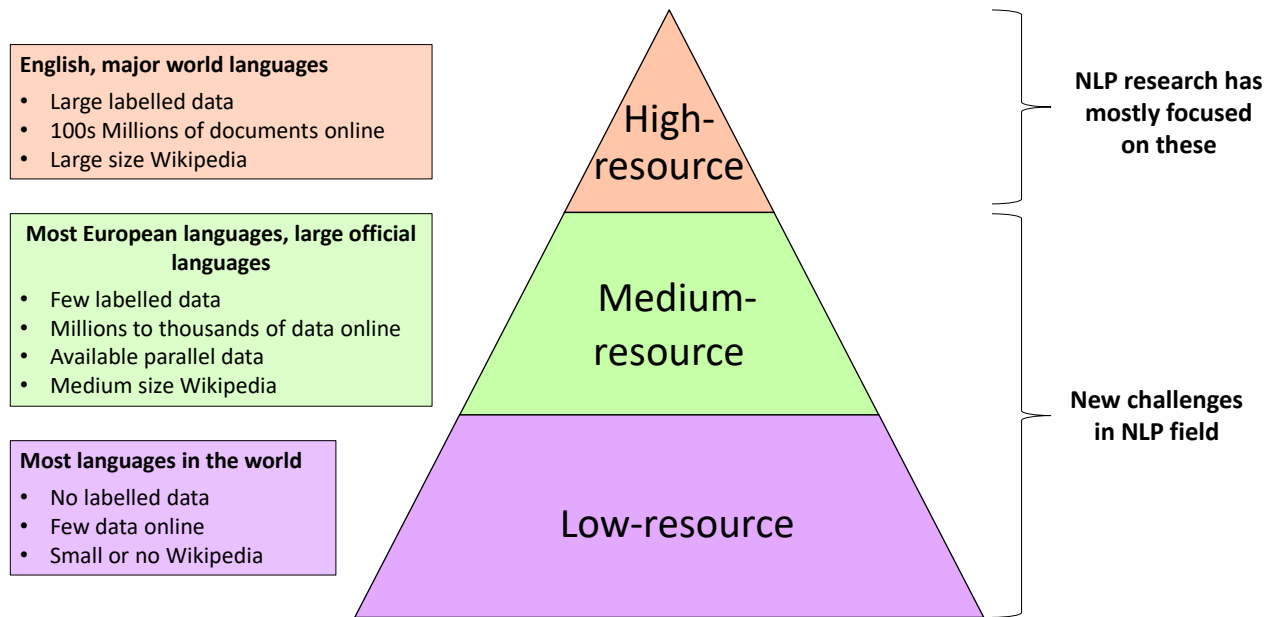 English, major world languages
• Large labelled data
• 100s Millions of documents online
• Large size Wikipedia
High-
resource
NLP research has
mostly focused
on these
Most European languages, large official
languages
• Few labelled data
• Millions to thousands of data online
• Available parallel data
• Medium size Wikipedia
Medium-
resource
New challenges
in NLP field
Most languages in the world
• No labelled data
• Few data online
• Small or no Wikipedia
Low-resource